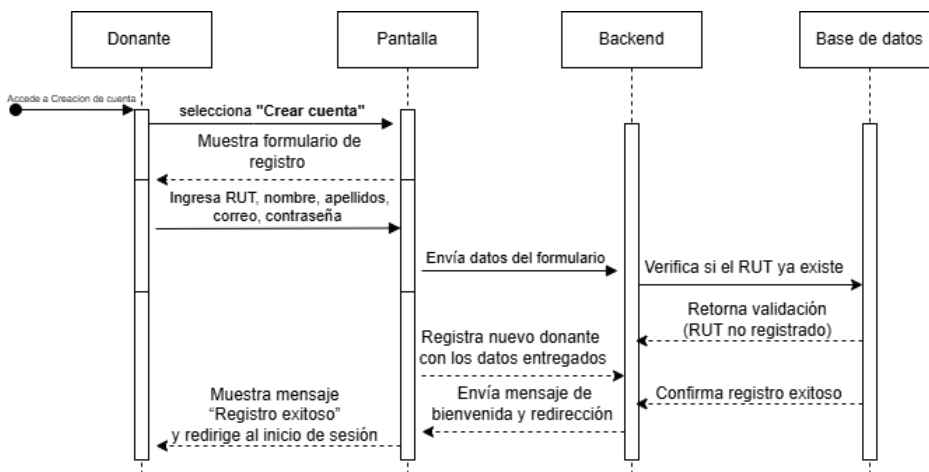 Donante
Pantalla
Backend
Base de datos
Accede a Creacion de cuenta
selecciona "Crear cuenta"
Muestra formulario de
registro
Ingresa RUT, nombre, apellidos,
correo, contraseña
Envía datos del formulario
Verifica si el RUT ya existe
Retorna validación
(RUT no registrado)
Registra nuevo donante
con los datos entregados
Confirma registro exitoso
Envía mensaje de
bienvenida y redirección
Muestra mensaje
“Registro exitoso”
y redirige al inicio de sesión